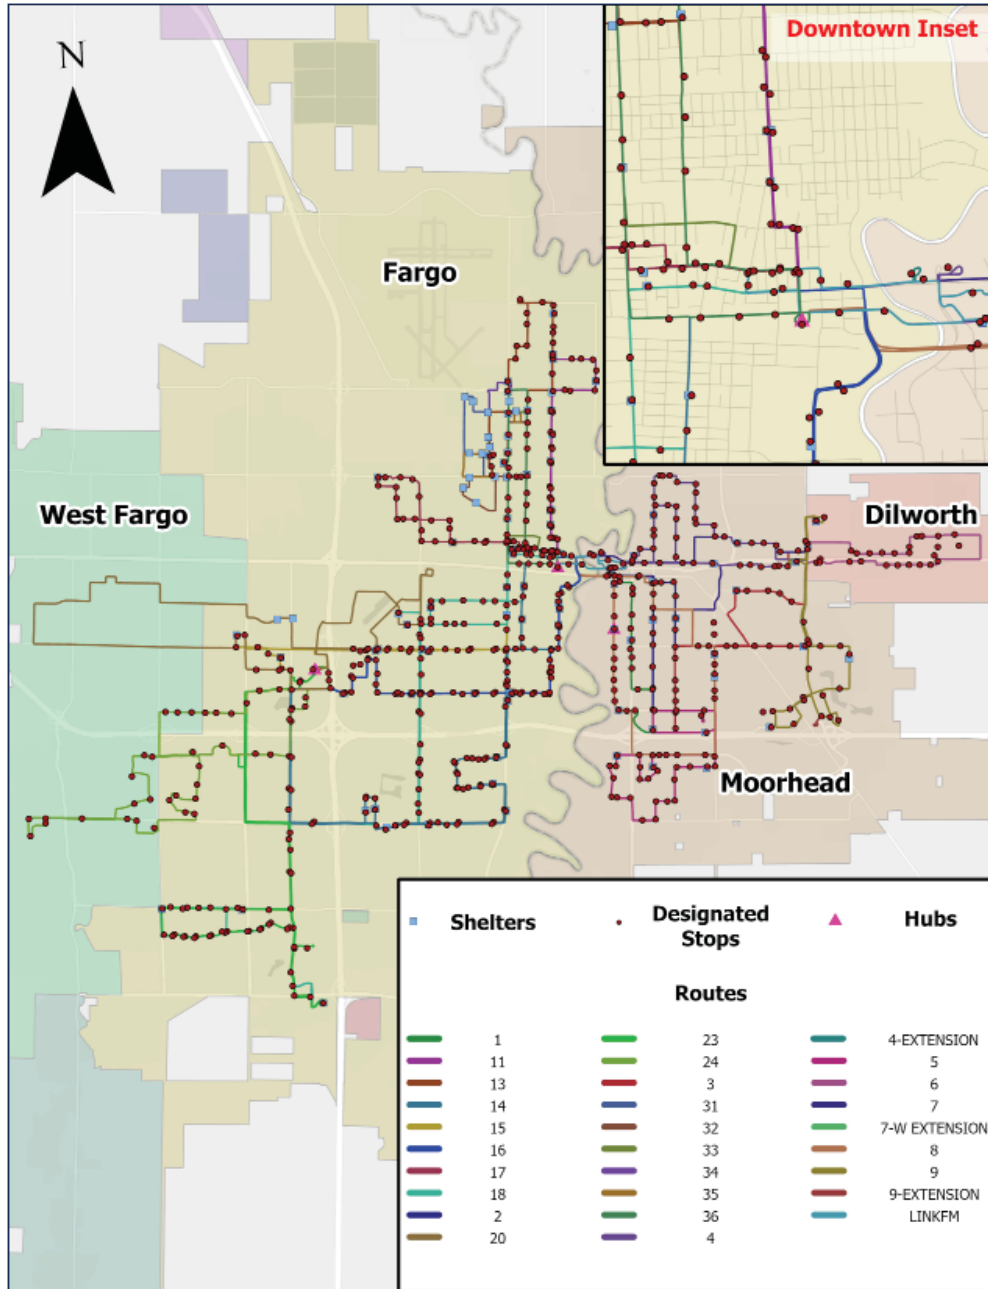 Downtown Inset
N
Fargo
West Fargo
Dilworth
Moorhead
Shelters
Designated
Stops
Hubs
Routes
1
11
13
14
15
16
17
18
2
20
23
24
3
31
32
33
34
35
36
4
4-EXTENSION
5
6
7
7-W EXTENSION
8
9
9-EXTENSION
LINKFM